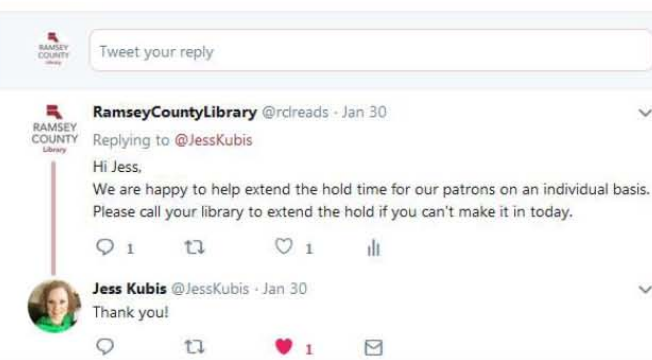 RAMSEY
COUNTY
Library
Tweet your reply
RAMSEY
COUNTY
Library
RamseyCountyLibrary @rclreads · Jan 30
Replying to @JessKubis
Hi Jess,
We are happy to help extend the hold time for our patrons on an individual basis.
Please call your library to extend the hold if you can't make it in today.
1 1
Jess Kubis @JessKubis · Jan 30
Thank you!
1